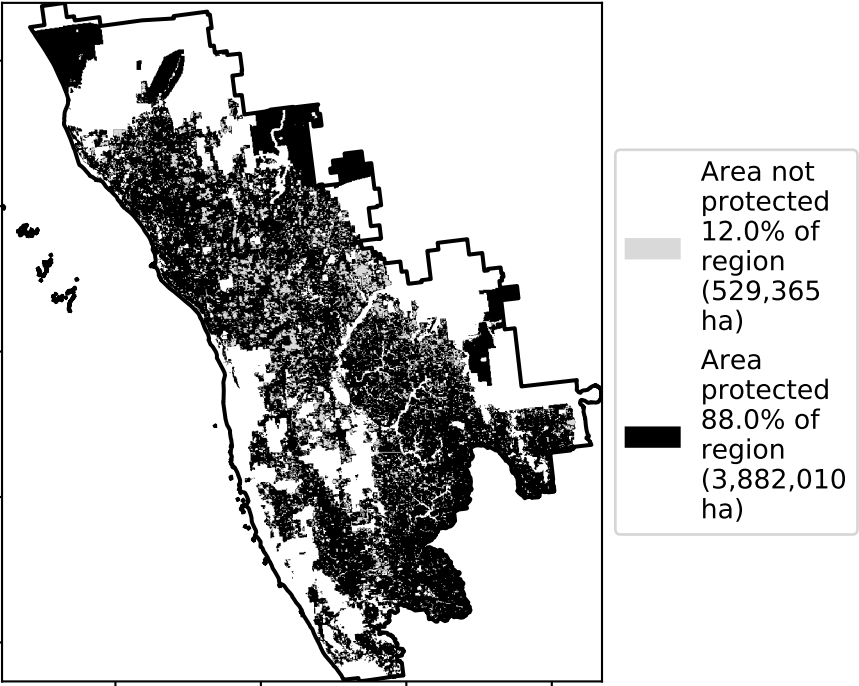 Area not
protected
12.0% of
region
(529,365
ha)
Area
protected
88.0% of
region
(3,882,010
ha)